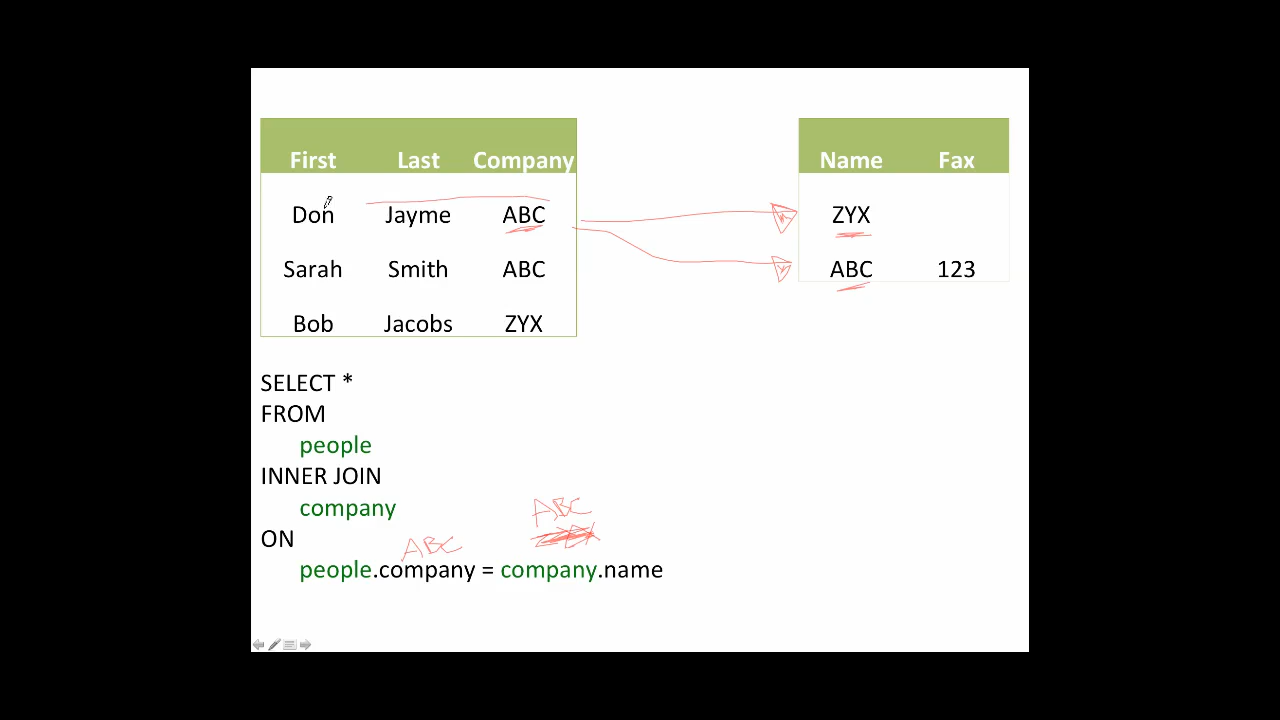 First Last Company
Don Jayme ABC
Sarah Smith ABC
Bob Jacobs ZYX
Name Fax
ZYX
ABC 123
SELECT *
FROM
people
INNER JOIN
company
ON
ABC
ABC
people.company = company.name